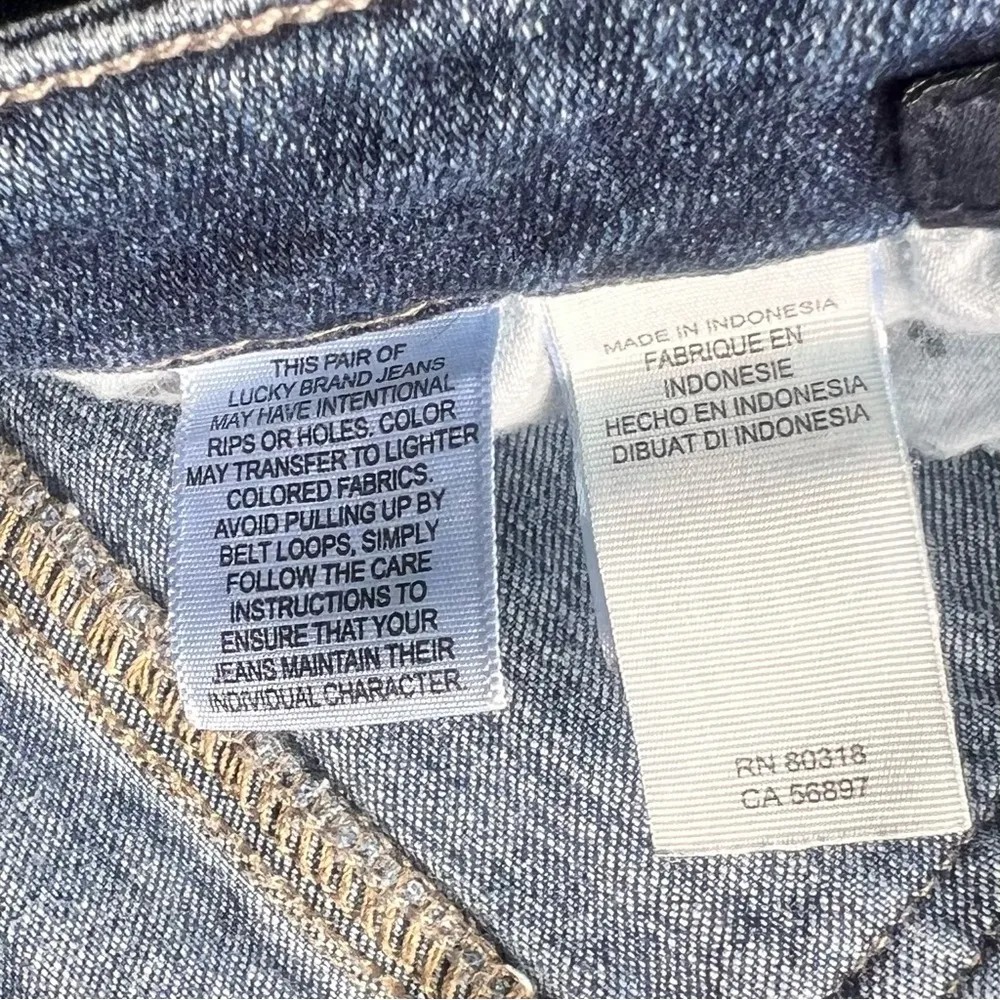 THIS PAIR OF
LUCKY BRAND JEANS
MAY HAVE INTENTIONAL
RIPS OR HOLES, COLOR
MAY TRANSFER TO LIGHTER
COLORED FABRICS.
AVOID PULLING UP BY
BELT LOOPS, SIMPLY
FOLLOW THE CARE
INSTRUCTIONS TO
ENSURE THAT YOUR
JEANS MAINTAIN THEIR
INDIVIDUAL CHARACTER.
MADE IN INDONESIA
FABRIQUE EN
INDONESIE
HECHO EN INDONESIA
DIBUAT DI INDONESIA
RN 80318
CA 56897